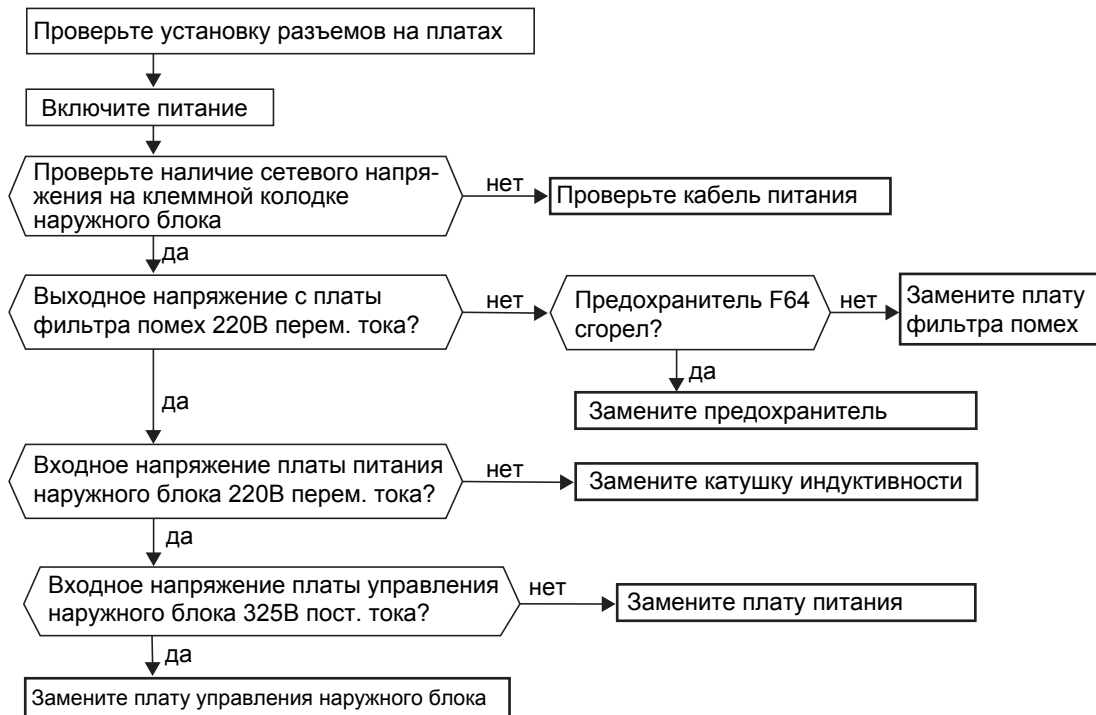 Проверьте установку разъемов на платах
Включите питание
Проверьте наличие сетевого напря-
жения на клеммной колодке
наружного блока
нет
Проверьте кабель питания
да
Выходное напряжение с платы
фильтра помех 220В перем. тока?
нет
Предохранитель F64
сгорел?
нет
Замените плату
фильтра помех
да
Замените предохранитель
да
Входное напряжение платы питания
наружного блока 220В перем. тока?
нет
Замените катушку индуктивности
да
Входное напряжение платы управления
наружного блока 325В пост. тока?
нет
Замените плату питания
да
Замените плату управления наружного блока